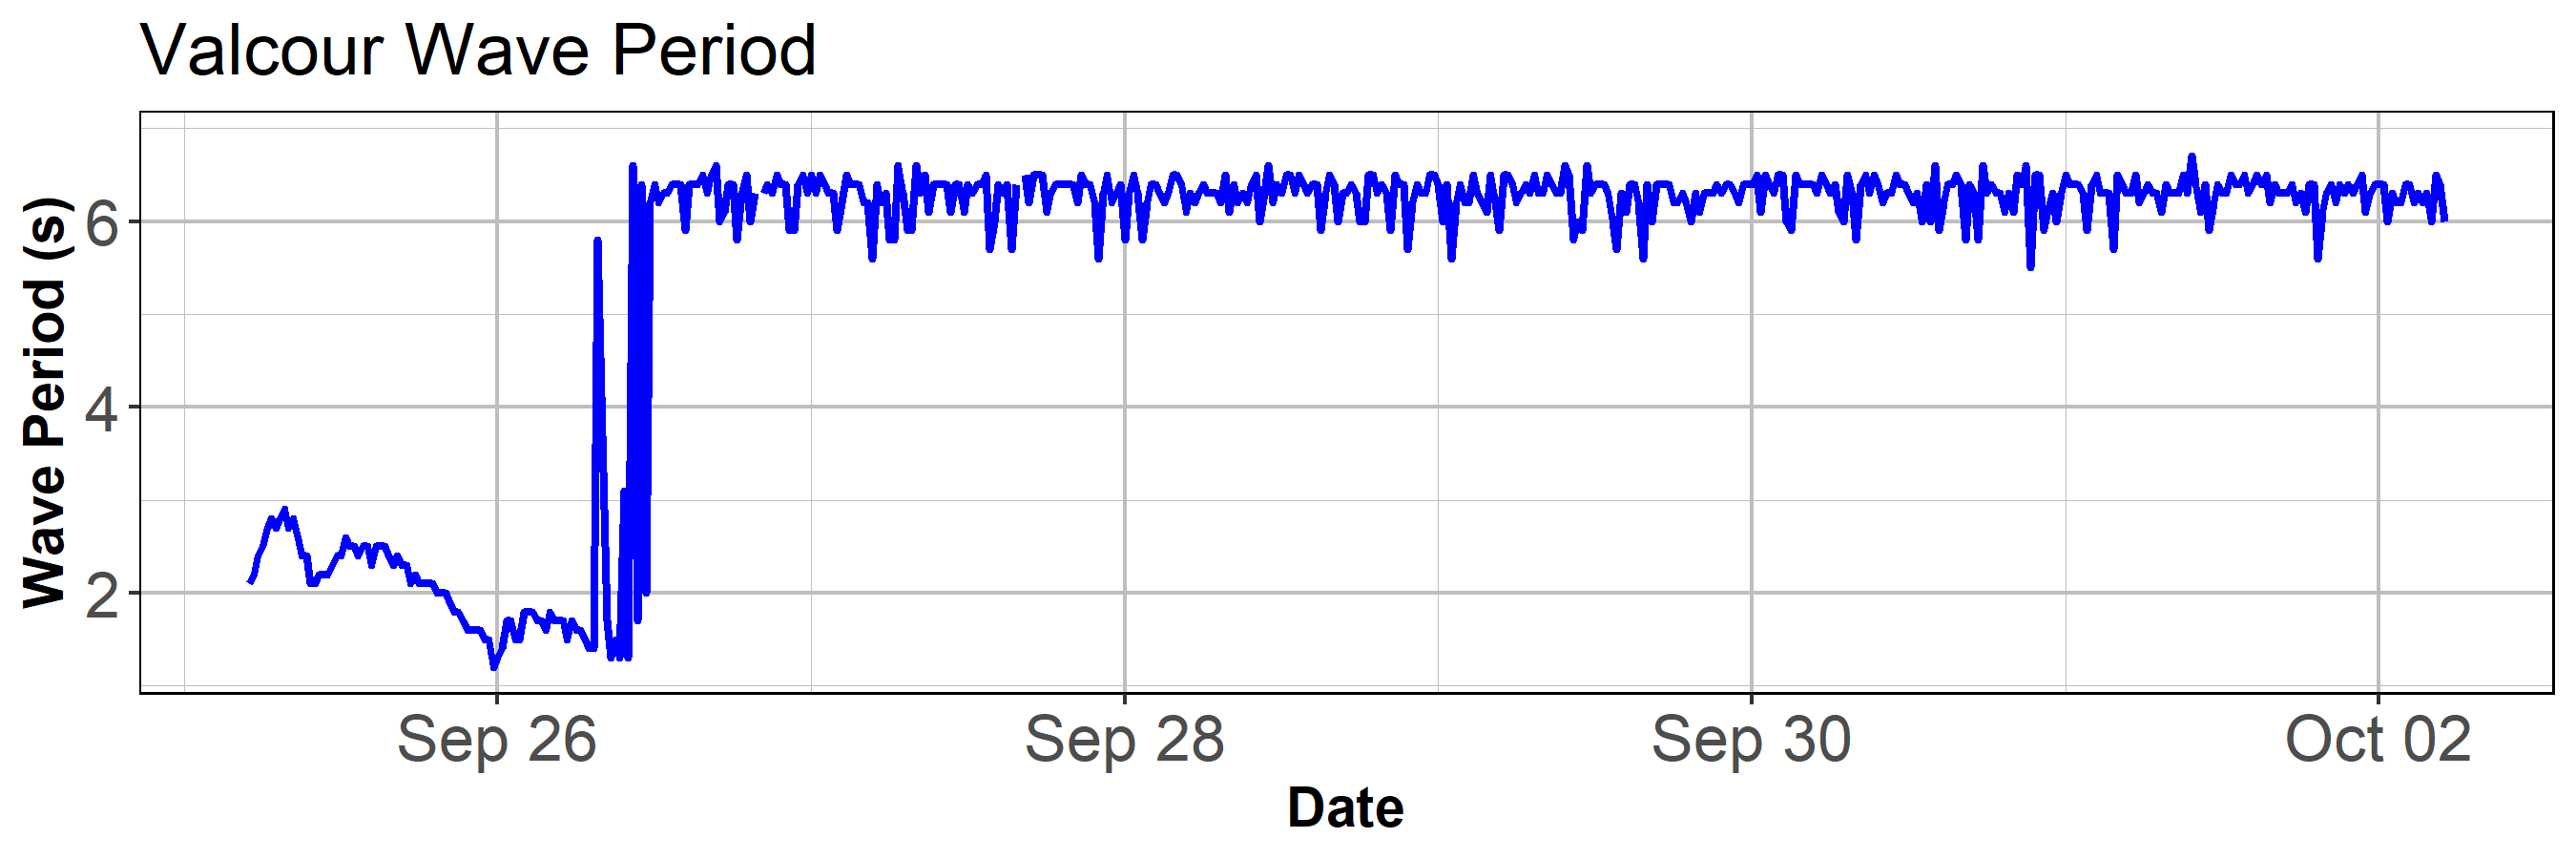 Valcour Wave Period
Wave Period (s)
6
4
2
Sep 26
Sep 28
Sep 30
Oct 02
Date